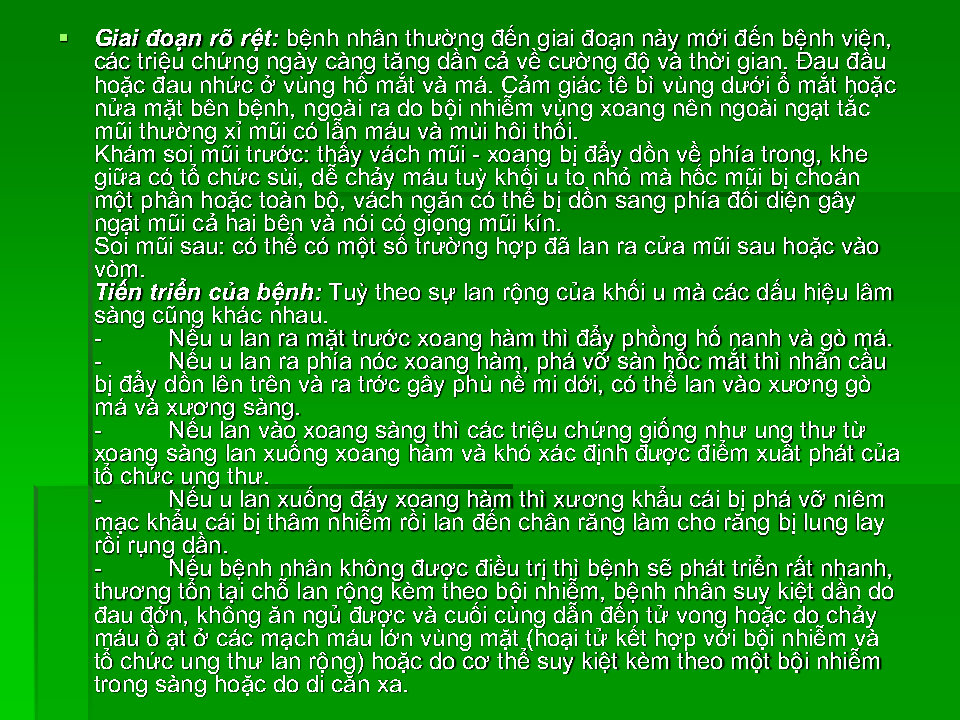 Giai đoạn rõ rệt: bệnh nhân thường đến giai đoạn này mới đến bệnh viện,
các triệu chứng ngày càng tăng dần cả về cường độ và thời gian. Đau đầu
hoặc đau nhức ở vùng hố mắt và má. Cảm giác tê bì vùng dưới ổ mắt hoặc
nửa mặt bên bệnh, ngoài ra do bội nhiễm vùng xoang nên ngoài ngạt tắc
mũi thường xỉ mũi có lẫn máu và mùi hôi thối.
Khám soi mũi trước: thấy vách mũi - xoang bị đẩy dồn về phía trong, khe
giữa có tổ chức sùi, dễ chảy máu tuỳ khối u to nhỏ mà hốc mũi bị choán
một phần hoặc toàn bộ, vách ngăn có thể bị dồn sang phía đối diện gây
ngạt mũi cả hai bên và nói có giọng mũi kín.
Soi mũi sau: có thể có một số trường hợp đã lan ra cửa mũi sau hoặc vào
vòm.
Tiến triển của bệnh: Tuỳ theo sự lan rộng của khối u mà các dấu hiệu lâm
sàng cũng khác nhau.
- Nếu u lan ra mặt trước xoang hàm thì đẩy phồng hố nanh và gò má.
- Nếu u lan ra phía nóc xoang hàm, phá vỡ sàn hốc mắt thì nhãn cầu
bị đẩy dồn lên trên và ra trớc gây phù nề mi dới, có thể lan vào xương gò
má và xương sàng.
- Nếu lan vào xoang sàng thì các triệu chứng giống như ung thư từ
xoang sàng lan xuống xoang hàm và khó xác định được điểm xuất phát của
tổ chức ung thư.
- Nếu u lan xuống đáy xoang hàm thì xương khẩu cái bị phá vỡ niêm
mạc khẩu cái bị thâm nhiễm rồi lan đến chân răng làm cho răng bị lung lay
rồi rụng dần.
- Nếu bệnh nhân không được điều trị thì bệnh sẽ phát triển rất nhanh,
thương tổn tại chỗ lan rộng kèm theo bội nhiễm, bệnh nhân suy kiệt dần do
đau đớn, không ăn ngủ được và cuối cùng dẫn đến tử vong hoặc do chảy
máu ồ ạt ở các mạch máu lớn vùng mặt (hoại tử kết hợp với bội nhiễm và
tổ chức ung thư lan rộng) hoặc do cơ thể suy kiệt kèm theo một bội nhiễm
trong sàng hoặc do di căn xa.